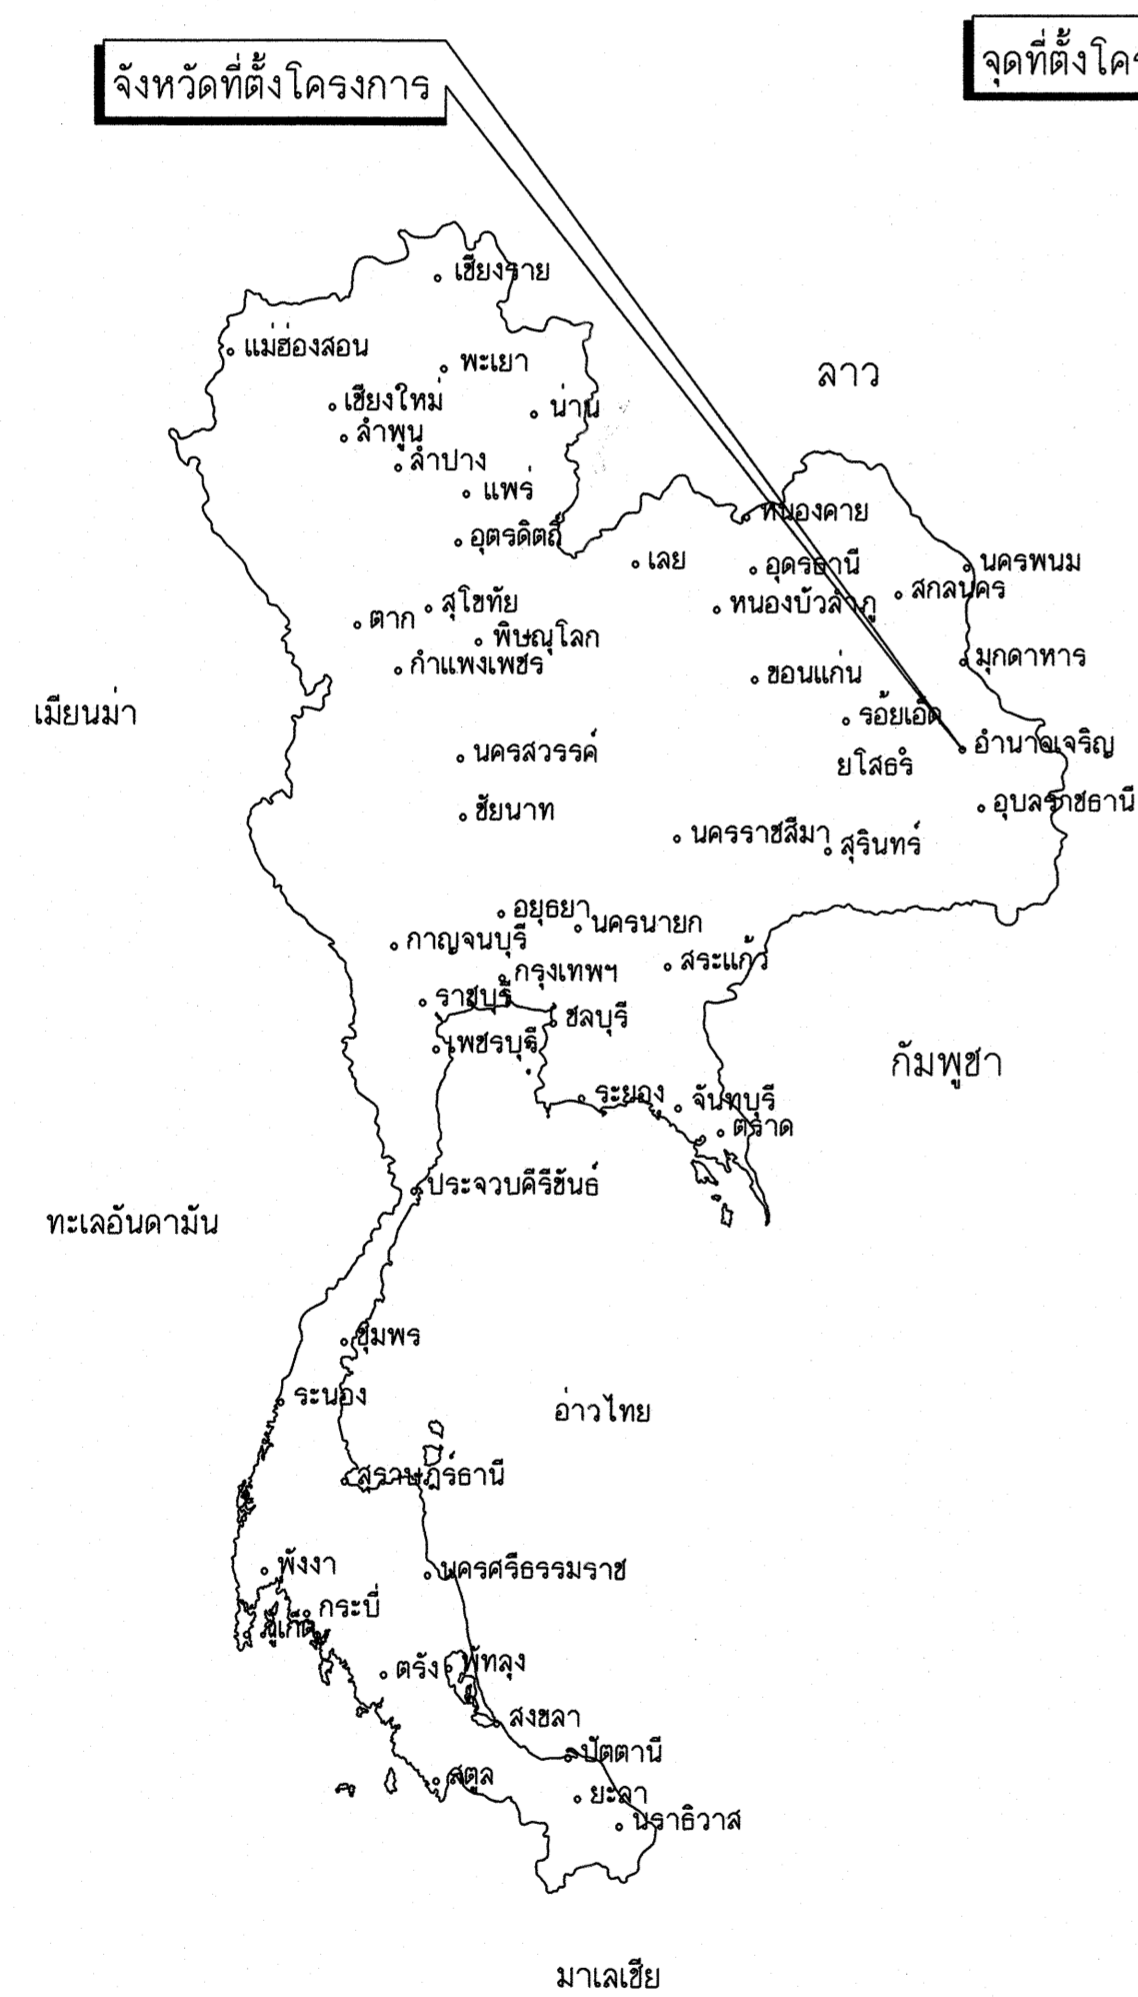 จังหวัดที่ตั้งโครงการ
จุดที่ตั้งโคร
เชียงราย
แม่ฮ่องสอน
พะเยา
ลาว
เชียงใหม่
น่าน
ลำพูน
ลำปาง
แพร่
หนองคาย
อุตรดิตถ์
เลย
อุดรธานี
นครพนม
สกลนคร
สุโขทัย
หนองบัวลำภู
ตาก
พิษณุโลก
มุกดาหาร
กำแพงเพชร
ขอนแก่น
เมียนม่า
ร้อยเอ็ด
อำนาจเจริญ
นครสวรรค์
ยโสธร
อุบลราชธานี
ชัยนาท
นครราชสีมา
สุรินทร์
อยุธยา
นครนายก
กาญจนบุรี
สระแก้ว
กรุงเทพฯ
ราชบุรี
ชลบุรี
เพชรบุรี
กัมพูชา
ระยอง
จันทบุรี
ตราด
ประจวบคีรีขันธ์
ทะเลอันดามัน
ชุมพร
ระนอง
อ่าวไทย
สุราษฎร์ธานี
พังงา
นครศรีธรรมราช
กระบี่
ภูเก็ต
ตรัง
พัทลุง
สงขลา
ปัตตานี
สตูล
ยะลา
นราธิวาส
มาเลเซีย